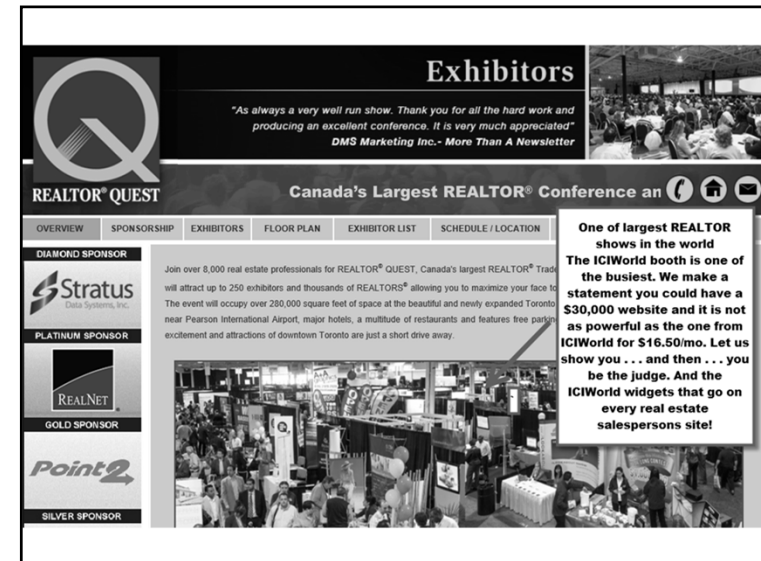 Exhibitors
"As always a very well run show. Thank you for all the hard work and
producing an excellent conference. It is very much appreciated"
DMS Marketing Inc.- More Than A Newsletter
REALTOR® QUEST
Canada's Largest REALTOR® Conference an
OVERVIEW SPONSORSHIP EXHIBITORS FLOOR PLAN EXHIBITOR LIST SCHEDULE / LOCATION
DIAMOND SPONSOR
Stratus
Data Systems, Inc.
PLATINUM SPONSOR
REALNET
GOLD SPONSOR
Point2
SILVER SPONSOR
Join over 8,000 real estate professionals for REALTOR® QUEST, Canada's largest REALTOR® Trade
will attract up to 250 exhibitors and thousands of REALTORS® allowing you to maximize your face to
The event will occupy over 280,000 square feet of space at the beautiful and newly expanded Toronto
near Pearson International Airport, major hotels, a multitude of restaurants and features free parkin
excitement and attractions of downtown Toronto are just a short drive away.
One of largest REALTOR
shows in the world
The ICIWorld booth is one of
the busiest. We make a
statement you could have a
$30,000 website and it is not
as powerful as the one from
ICIWorld for $16.50/mo. Let us
show you . . . and then . . . you
be the judge. And the
ICIWorld widgets that go on
every real estate
salespersons site!